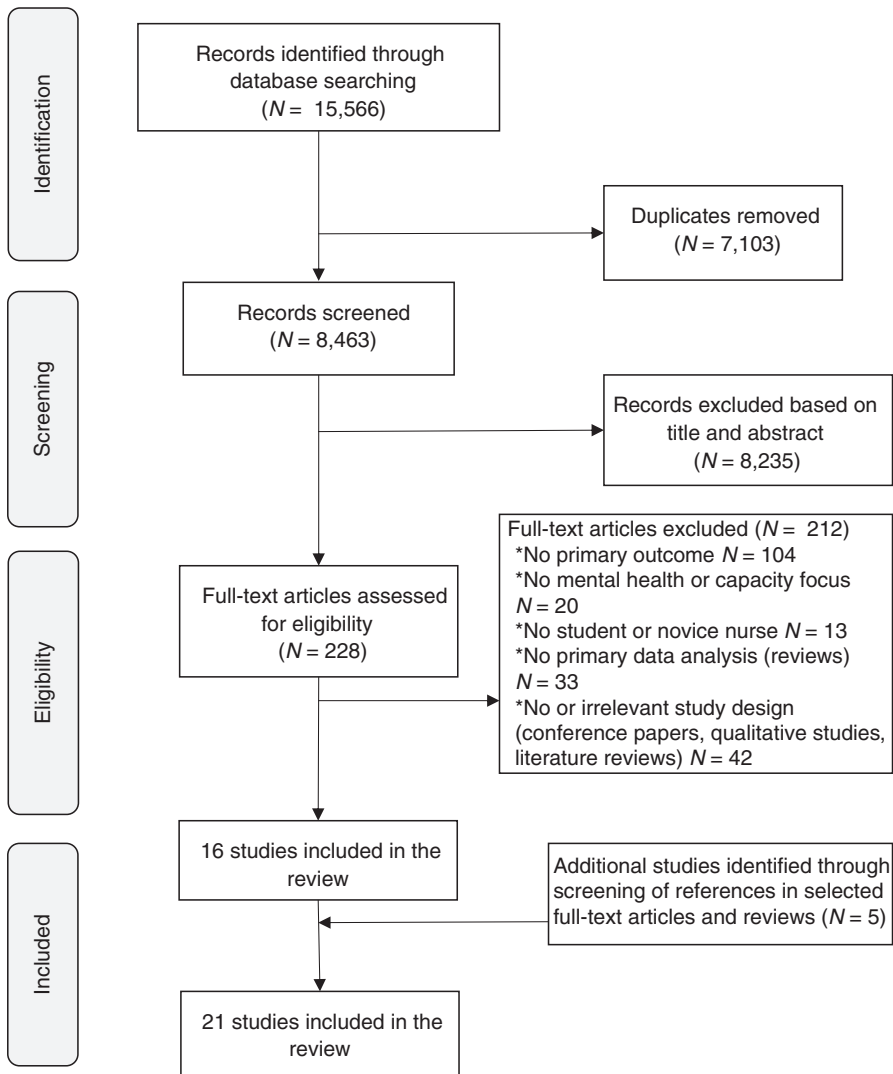 Identification
Records identified through
database searching
(N = 15,566)
Duplicates removed
(N = 7,103)
Screening
Records screened
(N = 8,463)
Records excluded based on
title and abstract
(N = 8,235)
Eligibility
Full-text articles assessed
for eligibility
(N = 228)
Full-text articles excluded (N = 212)
*No primary outcome N = 104
*No mental health or capacity focus
N = 20
*No student or novice nurse N = 13
*No primary data analysis (reviews)
N = 33
*No or irrelevant study design
(conference papers, qualitative studies,
literature reviews) N = 42
Included
16 studies included in the
review
Additional studies identified through
screening of references in selected
full-text articles and reviews (N = 5)
21 studies included in the
review